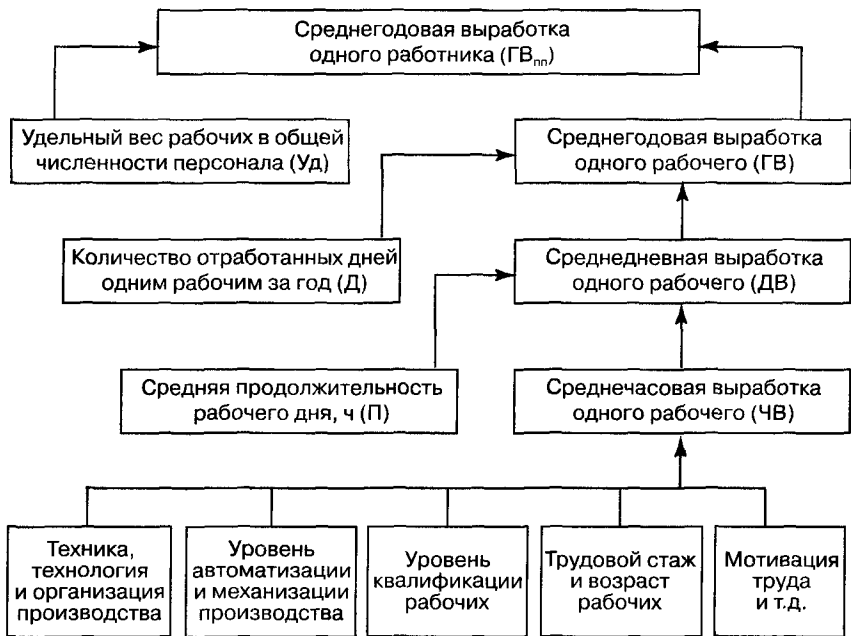 Среднегодовая выработка
одного работника (ГВпп)
Удельный вес рабочих в общей
численности персонала (Уд)
Среднегодовая выработка
одного рабочего (ГВ)
Количество отработанных дней
одним рабочим за год (Д)
Среднедневная выработка
одного рабочего (ДВ)
Средняя продолжительность
рабочего дня, ч (П)
Среднечасовая выработка
одного рабочего (ЧВ)
Техника,
технология
и организация
производства
Уровень
автоматизации
и механизации
производства
Уровень
квалификации
рабочих
Трудовой стаж
и возраст
рабочих
Мотивация
труда
и т.д.